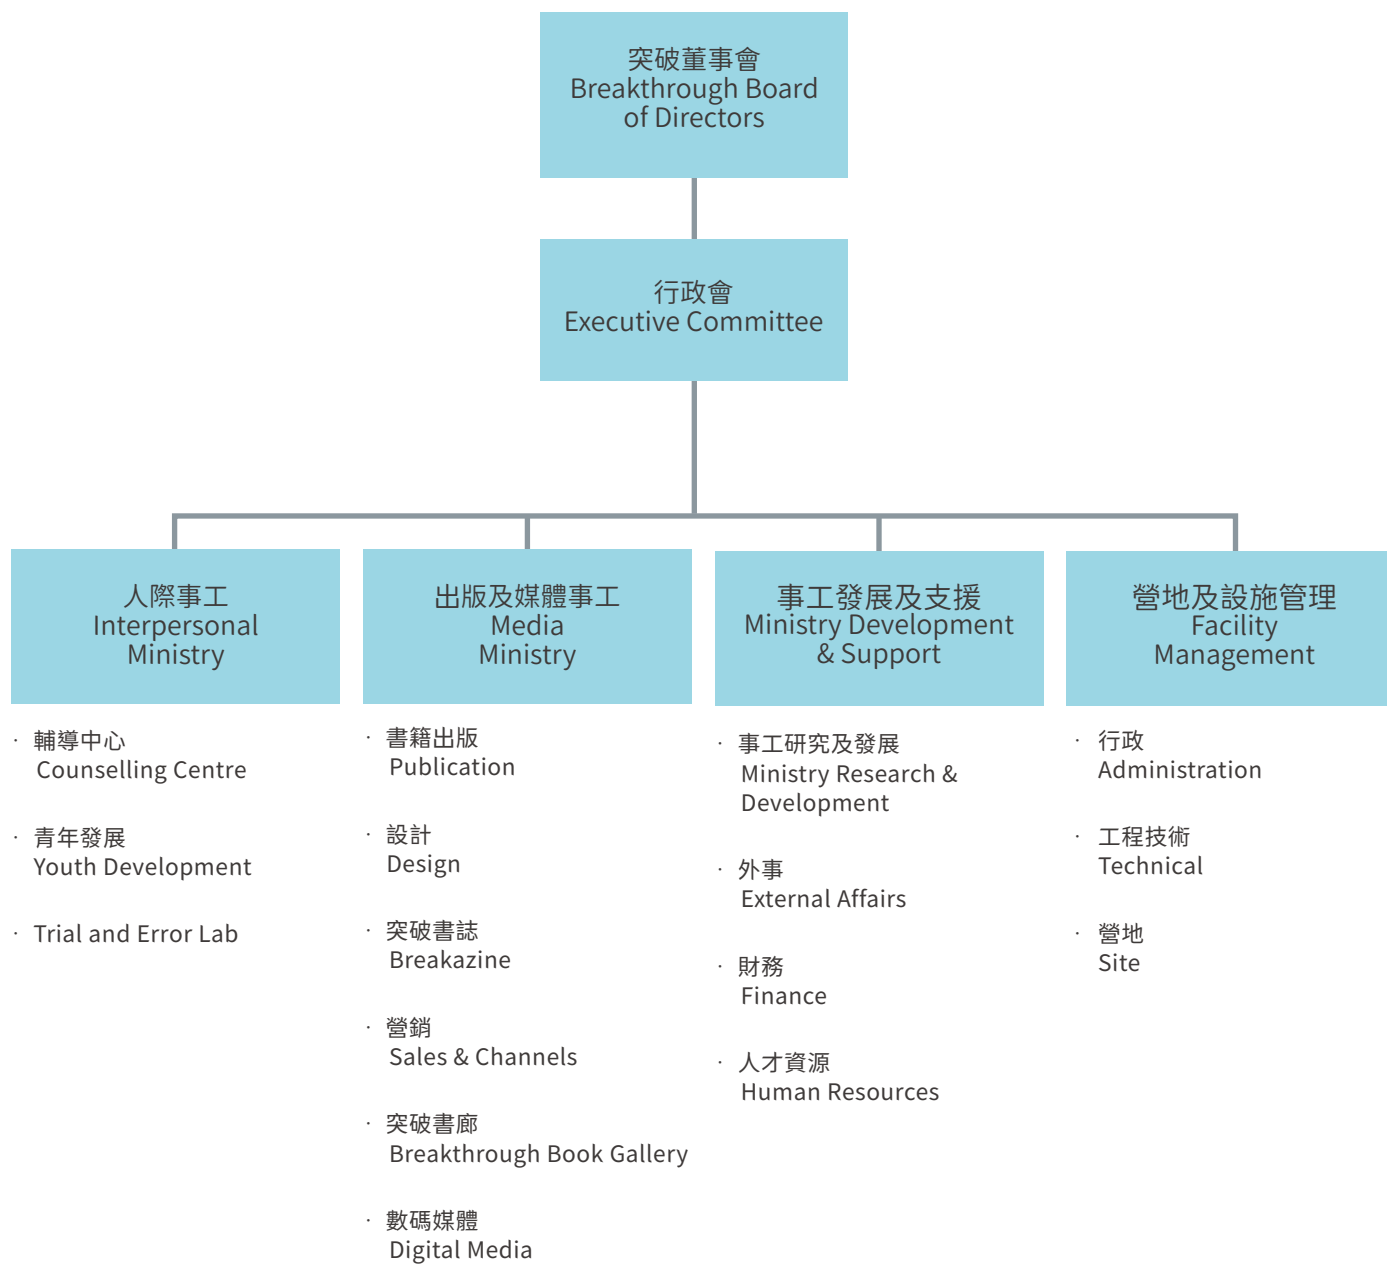 突破董事會
Breakthrough Board
of Directors
行政會
Executive Committee
人際事工
Interpersonal
Ministry
· 輔導中心
Counselling Centre
· 青年發展
Youth Development
· Trial and Error Lab
出版及媒體事工
Media
Ministry
· 書籍出版
Publication
· 設計
Design
· 突破書誌
Breakazine
· 營銷
Sales & Channels
· 突破書廊
Breakthrough Book Gallery
· 數碼媒體
Digital Media
事工發展及支援
Ministry Development
& Support
· 事工研究及發展
Ministry Research &
Development
· 外事
External Affairs
· 財務
Finance
· 人才資源
Human Resources
營地及設施管理
Facility
Management
· 行政
Administration
· 工程技術
Technical
· 營地
Site